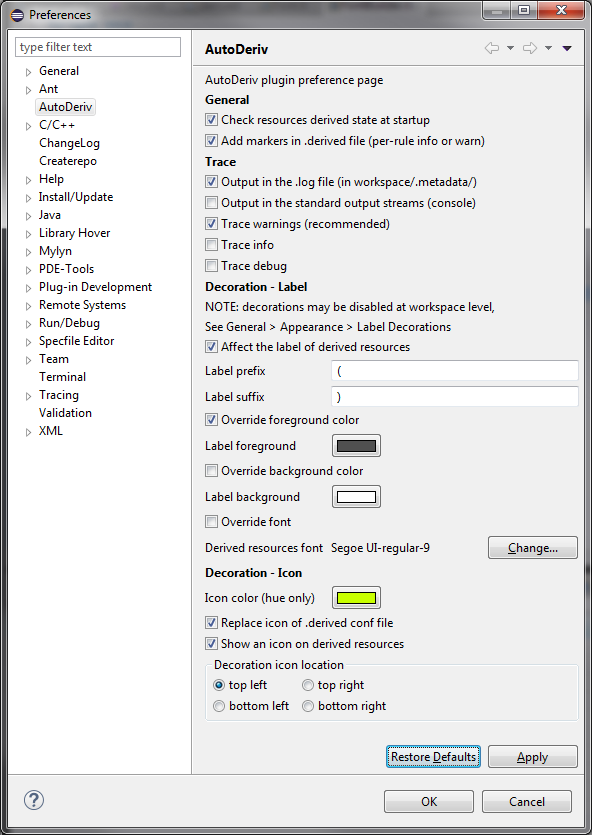 Preferences
type filter text
General
Ant
AutoDeriv
C/C++
ChangeLog
Createrepo
Help
Install/Update
Java
Library Hover
Mylyn
PDE-Tools
Plug-in Development
Remote Systems
Run/Debug
Specfile Editor
Team
Terminal
Tracing
Validation
XML
AutoDeriv
AutoDeriv plugin preference page
General
Check resources derived state at startup
Add markers in .derived file (per-rule info or warn)
Trace
Output in the .log file (in workspace/.metadata/)
Output in the standard output streams (console)
Trace warnings (recommended)
Trace info
Trace debug
Decoration - Label
NOTE: decorations may be disabled at workspace level,
See General > Appearance > Label Decorations
Affect the label of derived resources
Label prefix (
Label suffix )
Override foreground color
Label foreground
Override background color
Label background
Override font
Derived resources font Segoe UI-regular-9 Change...
Decoration - Icon
Icon color (hue only)
Replace icon of .derived conf file
Show an icon on derived resources
Decoration icon location
top left top right
bottom left bottom right
Restore Defaults Apply
? OK Cancel